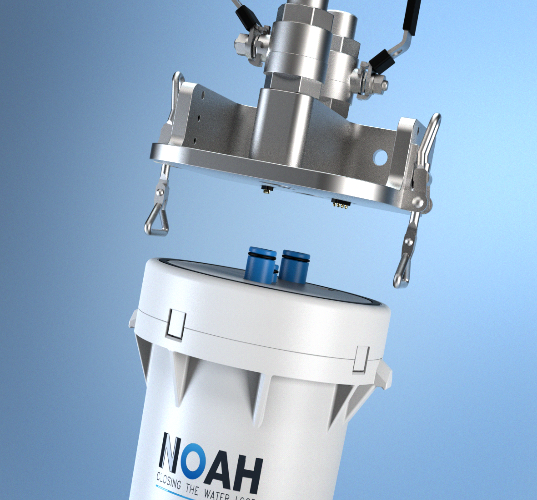 NOAH
CLOSING THE WATER LOOP